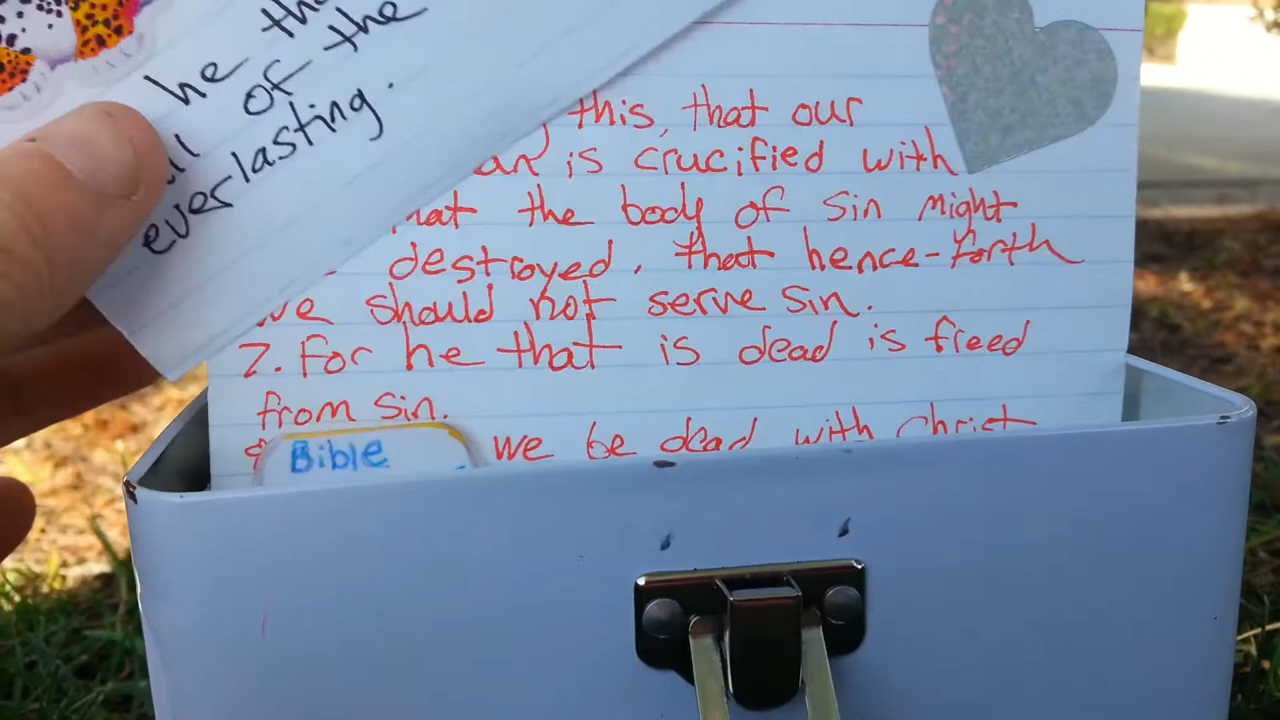 he
of the
everlasting.
this, that our
is crucified with
the body of sin might
destroyed, that hence-forth
we should not serve sin.
7. For he that is dead is freed
from sin.
we be dead with christ
Bible